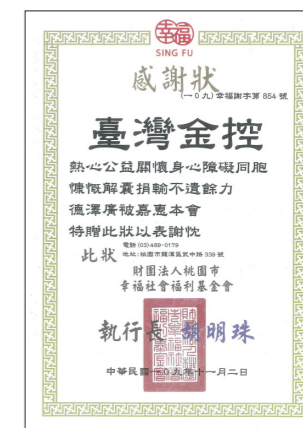 幸福
SING FU
感謝狀
(一０九)幸福謝字第 854 號
臺灣金控
熱心公益關懷身心障礙同胞
慷慨解囊捐輸不遺餘力
德澤廣被嘉惠本會
特贈此狀以表謝忱
電話:(03)489-0179
此狀 地址:桃園市龍潭區武中路 339 號
財團法人桃園市
幸福社會福利基金會
執行長 胡明珠
中華民國一０九年十一月二日